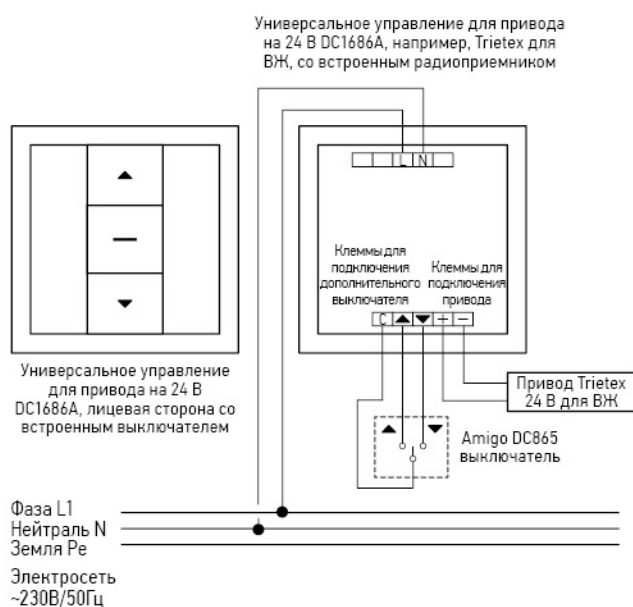 Универсальное управление для привода
на 24 В DC1686A, например, Trietex для
ВЖ, со встроенным радиоприемником
L N
Клеммы для
подключения
дополнительного
выключателя
Клеммы для
подключения
привода
C ▲ ▼ + −
Универсальное управление
для привода на 24 В
DC1686A, лицевая сторона со
встроенным выключателем
Привод Trietex
24 В для ВЖ
Amigo DC865
выключатель
Фаза L1
Нейтраль N
Земля Pe
Электросеть
~230В/50Гц